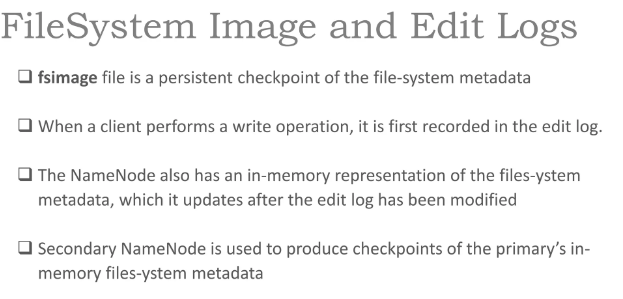 FileSystem Image and Edit Logs
❑ fsimage file is a persistent checkpoint of the file-system metadata
❑ When a client performs a write operation, it is first recorded in the edit log.
❑ The NameNode also has an in-memory representation of the files-ystem
metadata, which it updates after the edit log has been modified
❑ Secondary NameNode is used to produce checkpoints of the primary's in-
memory files-ystem metadata